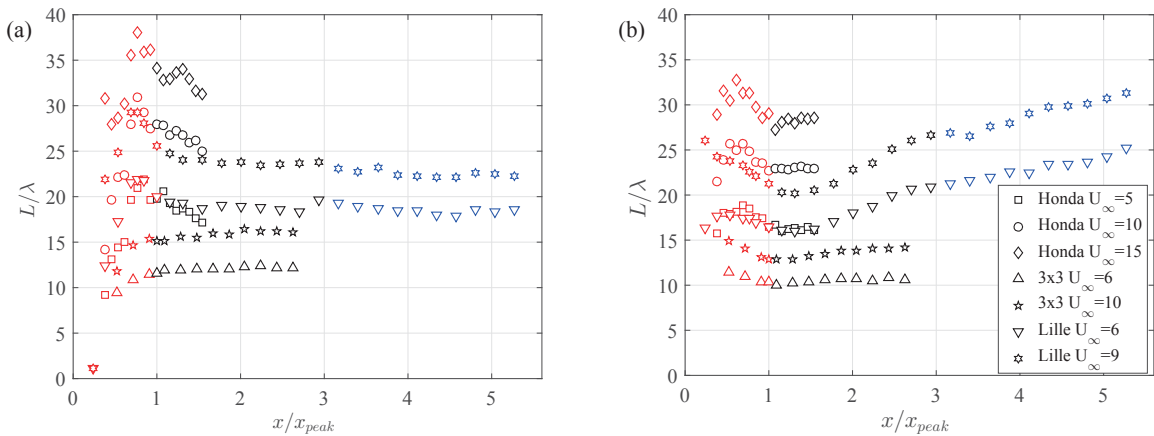 (a)
40
35
30
25
20
15
10
5
0
L/λ
0 1 2 3 4 5
x/x_peak
(b)
40
35
30
25
20
15
10
5
0
L/λ
0 1 2 3 4 5
x/x_peak
Honda U∞=5
Honda U∞=10
Honda U∞=15
3x3 U∞=6
3x3 U∞=10
Lille U∞=6
Lille U∞=9